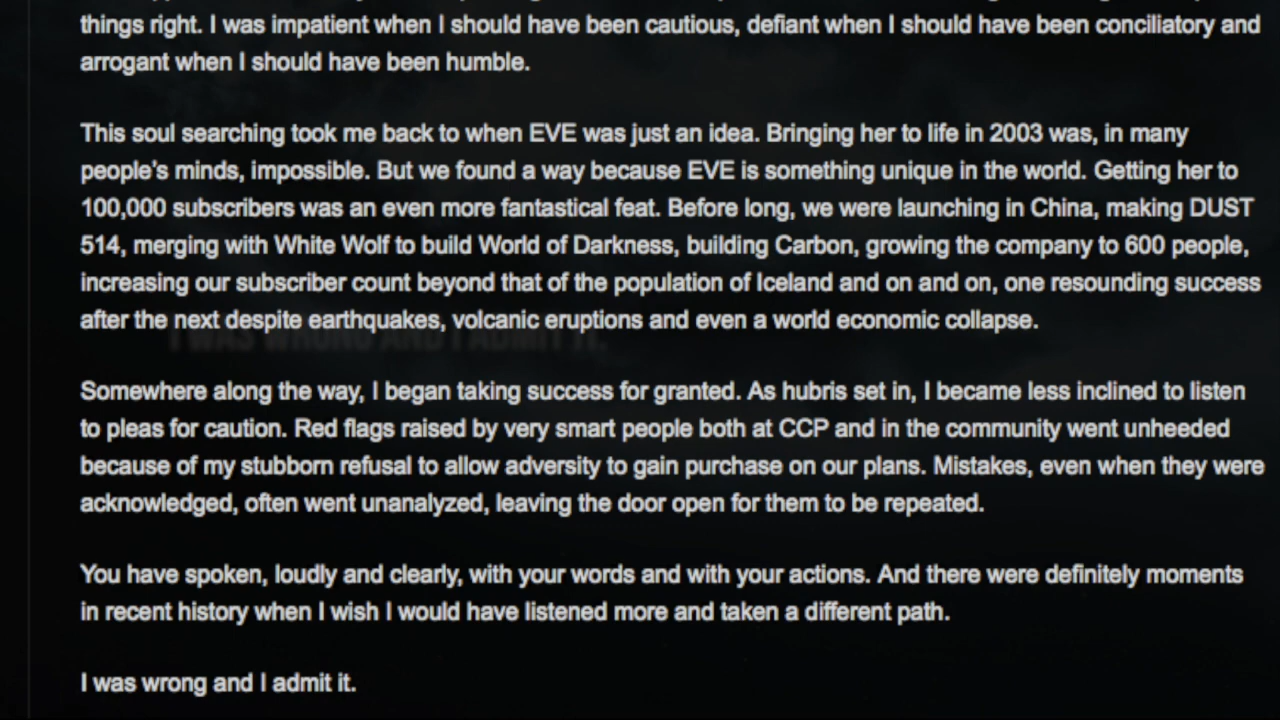 things right. I was impatient when I should have been cautious, defiant when I should have been conciliatory and
arrogant when I should have been humble.
This soul searching took me back to when EVE was just an idea. Bringing her to life in 2003 was, in many
people's minds, impossible. But we found a way because EVE is something unique in the world. Getting her to
100,000 subscribers was an even more fantastical feat. Before long, we were launching in China, making DUST
514, merging with White Wolf to build World of Darkness, building Carbon, growing the company to 600 people,
increasing our subscriber count beyond that of the population of Iceland and on and on, one resounding success
after the next despite earthquakes, volcanic eruptions and even a world economic collapse.
I WAS WRONG AND I ADMIT IT.
Somewhere along the way, I began taking success for granted. As hubris set in, I became less inclined to listen
to pleas for caution. Red flags raised by very smart people both at CCP and in the community went unheeded
because of my stubborn refusal to allow adversity to gain purchase on our plans. Mistakes, even when they were
acknowledged, often went unanalyzed, leaving the door open for them to be repeated.
You have spoken, loudly and clearly, with your words and with your actions. And there were definitely moments
in recent history when I wish I would have listened more and taken a different path.
I was wrong and I admit it.